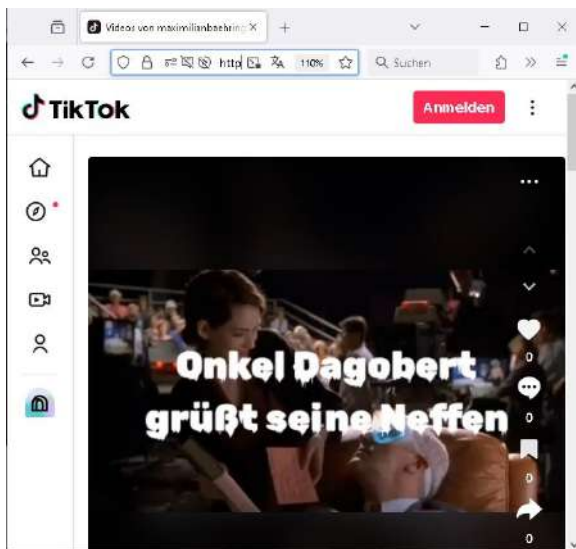 Videos von maximilianbaehring
http
110%
Suchen
TikTok
Anmelden
Onkel Dagobert
grüßt seine Neffen
0
0
0
0